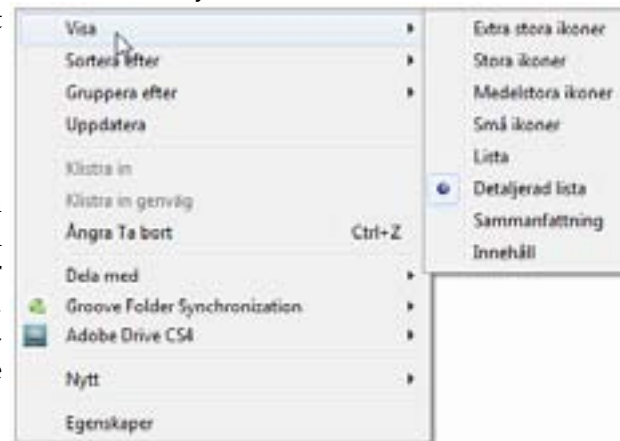 Visa
Sortera efter
Gruppera efter
Uppdatera
Klistra in
Klistra in genväg
Ångra Ta bort Ctrl+Z
Dela med
Groove Folder Synchronization
Adobe Drive CS4
Nytt
Egenskaper
Extra stora ikoner
Stora ikoner
Medelstora ikoner
Små ikoner
Lista
Detaljerad lista
Sammanfattning
Innehåll